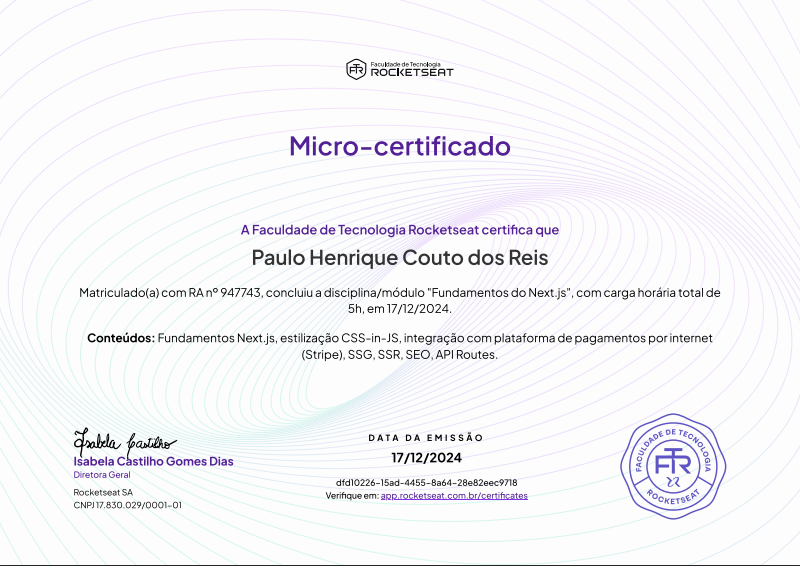 Faculdade de Tecnologia
ROCKETSEAT
Micro-certificado
A Faculdade de Tecnologia Rocketseat certifica que
Paulo Henrique Couto dos Reis
Matriculado(a) com RA nº 947743, concluiu a disciplina/módulo "Fundamentos do Next.js", com carga horária total de
5h, em 17/12/2024.
Conteúdos: Fundamentos Next.js, estilização CSS-in-JS, integração com plataforma de pagamentos por internet
(Stripe), SSG, SSR, SEO, API Routes.
Isabela Castilho
Isabela Castilho Gomes Dias
Diretora Geral
Rocketseat SA
CNPJ 17.830.029/0001-01
DATA DA EMISSÃO
17/12/2024
dfd10226-15ad-4455-8a64-28e82eec9718
Verifique em: app.rocketseat.com.br/certificates
FACULDADE DE TECNOLOGIA
FTR
ROCKETSEAT